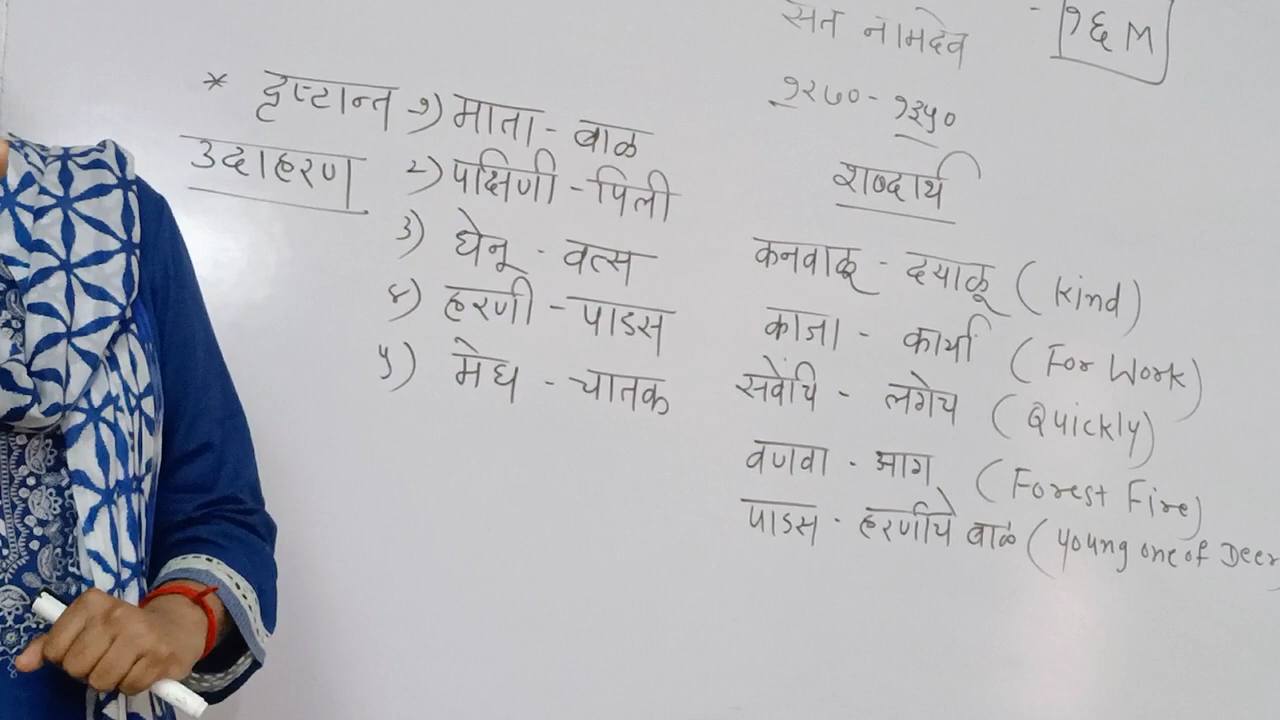 संत नामदेव - १६ M
१२७० - १३५०
* दृष्टान्त १) माता - बाळ
उदाहरण २) पक्षिणी - पिली
३) धेनू - वत्स
४) हरणी - पाडस
५) मेघ - चातक
शब्दार्थ
कनवाळू - दयाळू (kind)
काजा - कार्या (For Work)
सवेंचि - लगेच (Quickly)
वणवा - आग (Forest Fire)
पाडस - हरणीचे बाळ (young one of Deer